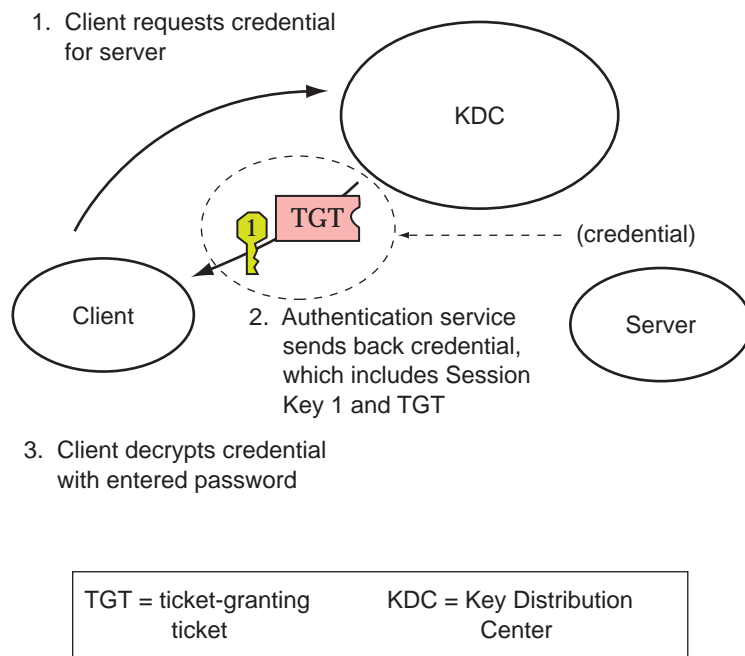 1. Client requests credential
for server
KDC
1
TGT
(credential)
Client
Server
2. Authentication service
sends back credential,
which includes Session
Key 1 and TGT
3. Client decrypts credential
with entered password
TGT = ticket-granting
ticket
KDC = Key Distribution
Center